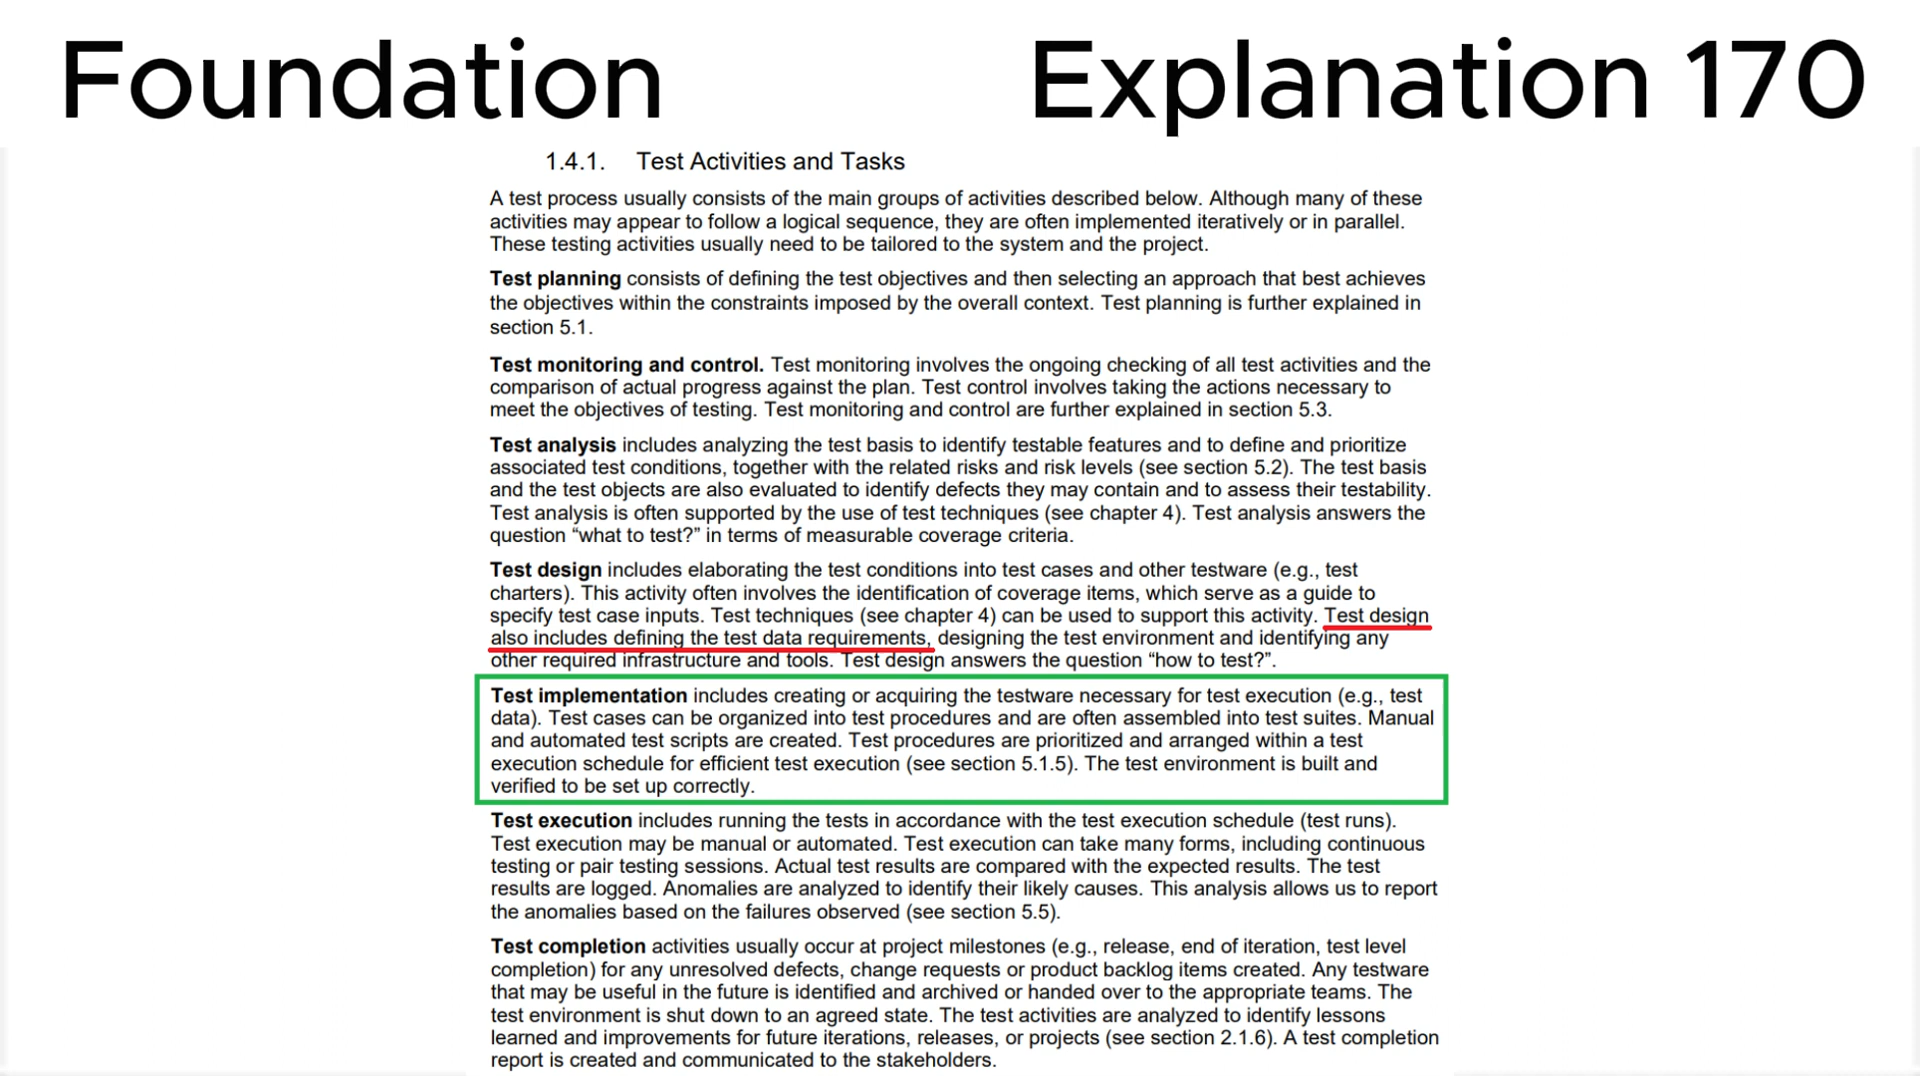 Foundation
Explanation 170
1.4.1. Test Activities and Tasks
A test process usually consists of the main groups of activities described below. Although many of these
activities may appear to follow a logical sequence, they are often implemented iteratively or in parallel.
These testing activities usually need to be tailored to the system and the project.
Test planning consists of defining the test objectives and then selecting an approach that best achieves
the objectives within the constraints imposed by the overall context. Test planning is further explained in
section 5.1.
Test monitoring and control. Test monitoring involves the ongoing checking of all test activities and the
comparison of actual progress against the plan. Test control involves taking the actions necessary to
meet the objectives of testing. Test monitoring and control are further explained in section 5.3.
Test analysis includes analyzing the test basis to identify testable features and to define and prioritize
associated test conditions, together with the related risks and risk levels (see section 5.2). The test basis
and the test objects are also evaluated to identify defects they may contain and to assess their testability.
Test analysis is often supported by the use of test techniques (see chapter 4). Test analysis answers the
question “what to test?” in terms of measurable coverage criteria.
Test design includes elaborating the test conditions into test cases and other testware (e.g., test
charters). This activity often involves the identification of coverage items, which serve as a guide to
specify test case inputs. Test techniques (see chapter 4) can be used to support this activity. Test design
also includes defining the test data requirements, designing the test environment and identifying any
other required infrastructure and tools. Test design answers the question “how to test?”.
Test implementation includes creating or acquiring the testware necessary for test execution (e.g., test
data). Test cases can be organized into test procedures and are often assembled into test suites. Manual
and automated test scripts are created. Test procedures are prioritized and arranged within a test
execution schedule for efficient test execution (see section 5.1.5). The test environment is built and
verified to be set up correctly.
Test execution includes running the tests in accordance with the test execution schedule (test runs).
Test execution may be manual or automated. Test execution can take many forms, including continuous
testing or pair testing sessions. Actual test results are compared with the expected results. The test
results are logged. Anomalies are analyzed to identify their likely causes. This analysis allows us to report
the anomalies based on the failures observed (see section 5.5).
Test completion activities usually occur at project milestones (e.g., release, end of iteration, test level
completion) for any unresolved defects, change requests or product backlog items created. Any testware
that may be useful in the future is identified and archived or handed over to the appropriate teams. The
test environment is shut down to an agreed state. The test activities are analyzed to identify lessons
learned and improvements for future iterations, releases, or projects (see section 2.1.6). A test completion
report is created and communicated to the stakeholders.